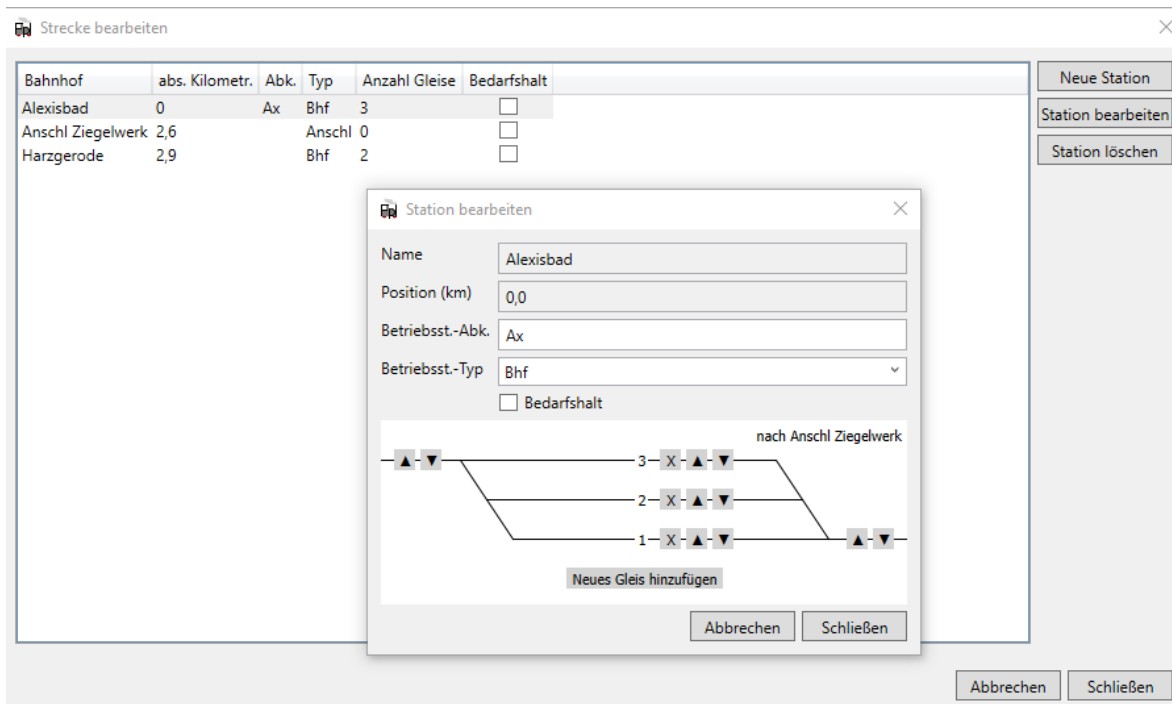 Strecke bearbeiten
Bahnhof abs. Kilometr. Abk. Typ Anzahl Gleise Bedarfshalt
Alexisbad 0 Ax Bhf 3
Anschl Ziegelwerk 2,6 Anschl 0
Harzgerode 2,9 Bhf 2
Neue Station
Station bearbeiten
Station löschen
Station bearbeiten
Name Alexisbad
Position (km) 0,0
Betriebsst.-Abk. Ax
Betriebsst.-Typ Bhf
Bedarfshalt
nach Anschl Ziegelwerk
▲ ▼ 3 X ▲ ▼
2 X ▲ ▼
1 X ▲ ▼ ▲ ▼
Neues Gleis hinzufügen
Abbrechen Schließen
Abbrechen Schließen